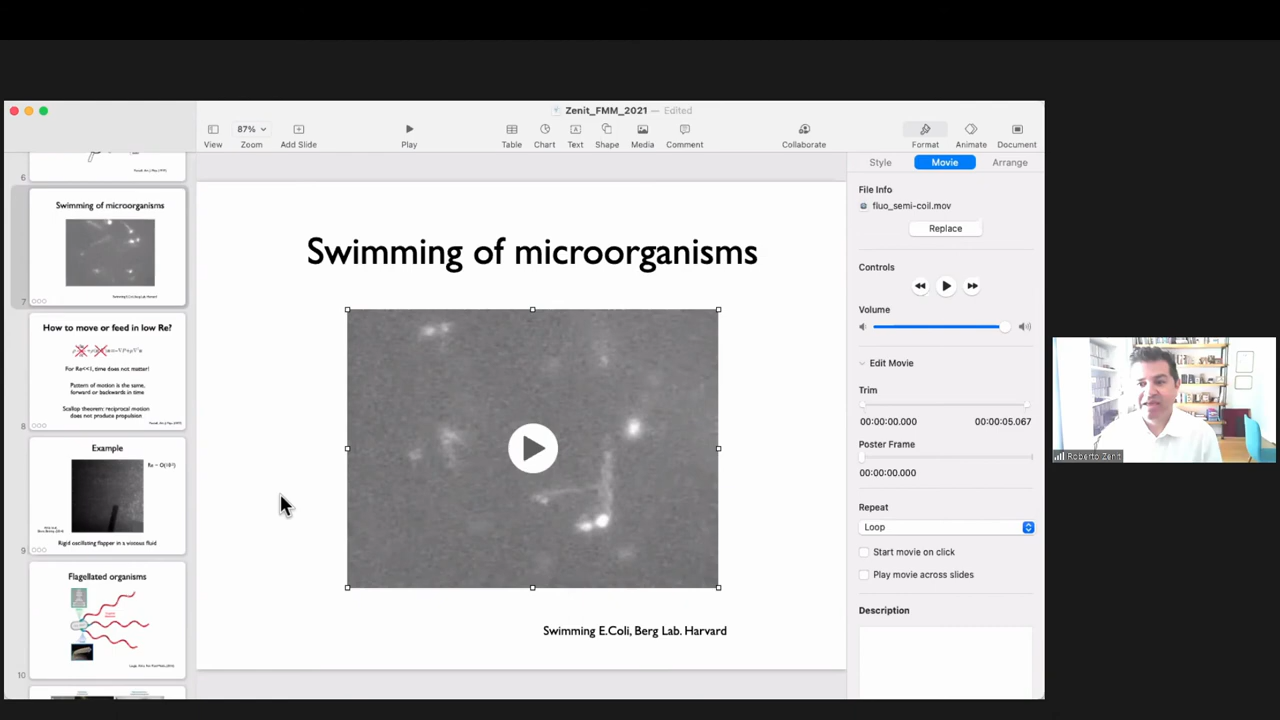 Zenit_FMM_2021 — Edited
87%
View
Zoom
Add Slide
Play
Table
Chart
Text
Shape
Media
Comment
Collaborate
Format
Animate
Document
6
Swimming of microorganisms
Swimming E.Coli, Berg Lab. Harvard
7
How to move or feed in low Re?
For Re<<1, time does not matter!
Pattern of motion is the same,
forward or backwards in time
Scallop theorem: reciprocal motion
does not produce propulsion
8
Example
Rigid oscillating flapper in a viscous fluid
9
Flagellated organisms
10
Swimming of microorganisms
Swimming E.Coli, Berg Lab. Harvard
Style
Movie
Arrange
File Info
fluo_semi-coil.mov
Replace
Controls
Volume
Edit Movie
Trim
00:00:00.000
00:00:05.067
Poster Frame
00:00:00.000
Repeat
Loop
Start movie on click
Play movie across slides
Description
Roberto Zenit